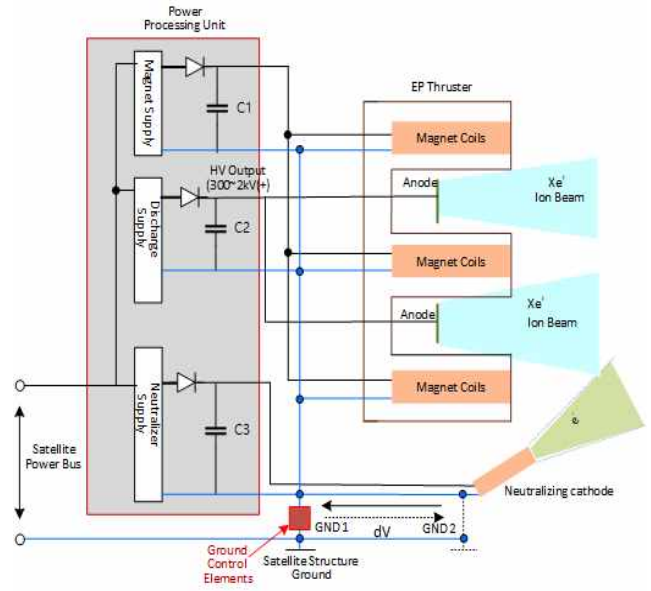 Power
Processing Unit
Magnet Supply
C1
EP Thruster
Magnet Coils
HV Output
(300~2kV(+)
Anode
Xe⁺
Ion Beam
Discharge
Supply
C2
Magnet Coils
Anode
Xe⁺
Ion Beam
Neutralizer
Supply
C3
Magnet Coils
e⁻
Satellite
Power Bus
Neutralizing cathode
GND1
dV
GND2
Ground
Control
Elements
Satellite Structure
Ground